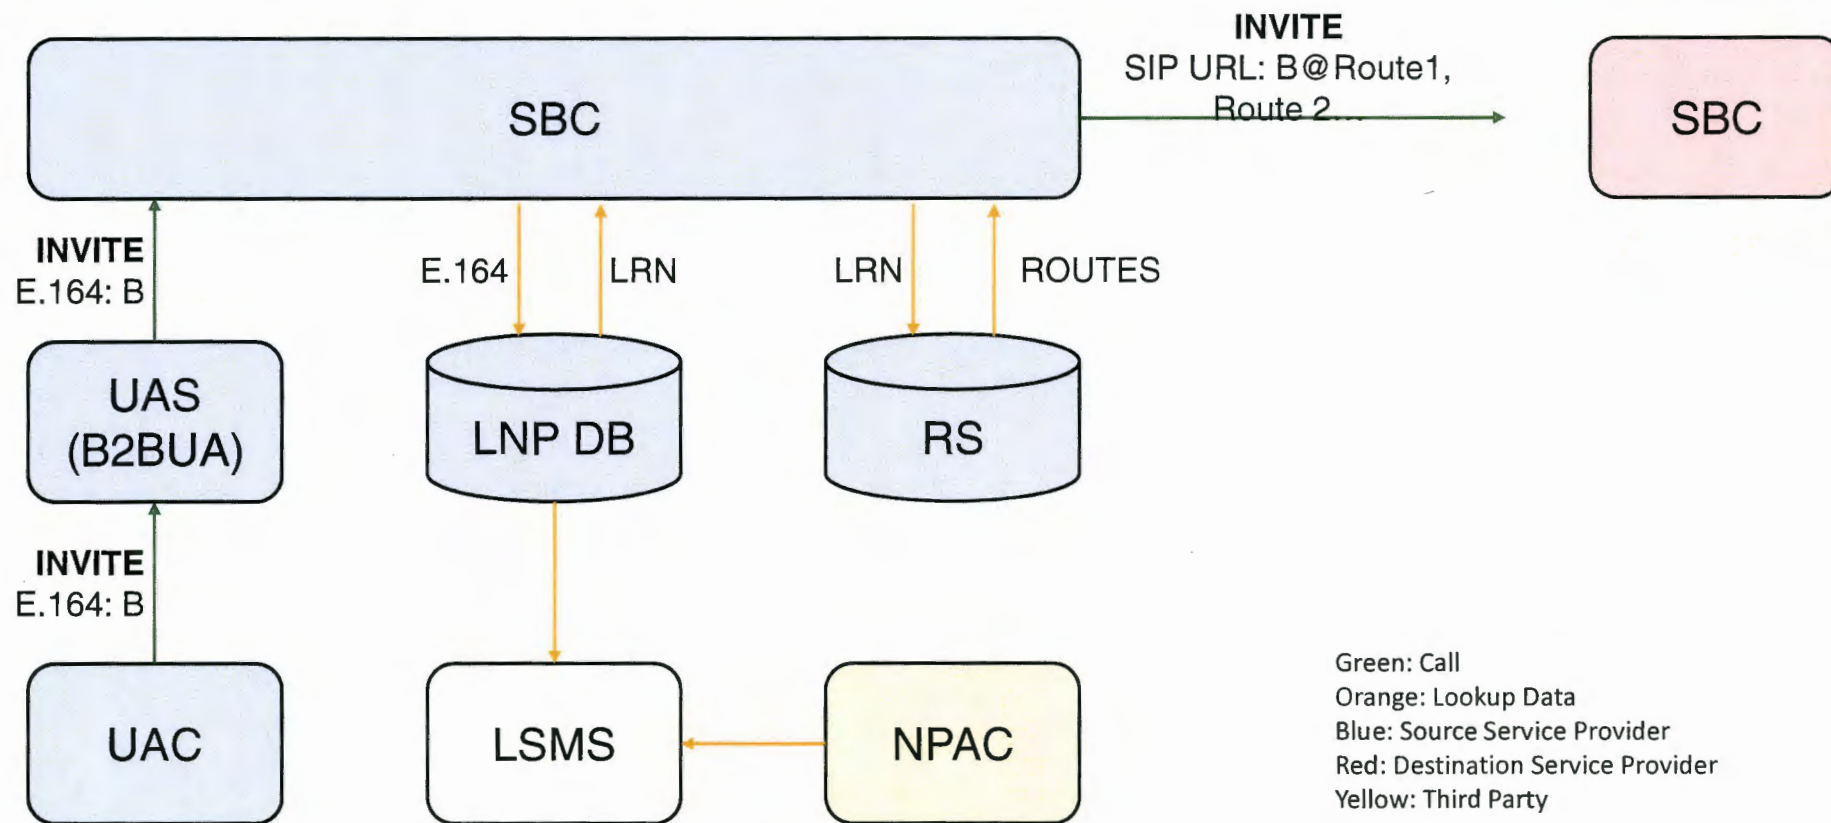 INVITE
SIP URL: B@Route1,
Route 2...
SBC
SBC
INVITE
E.164: B
E.164
LRN
LRN
ROUTES
UAS
(B2BUA)
LNP DB
RS
INVITE
E.164: B
UAC
LSMS
NPAC
Green: Call
Orange: Lookup Data
Blue: Source Service Provider
Red: Destination Service Provider
Yellow: Third Party